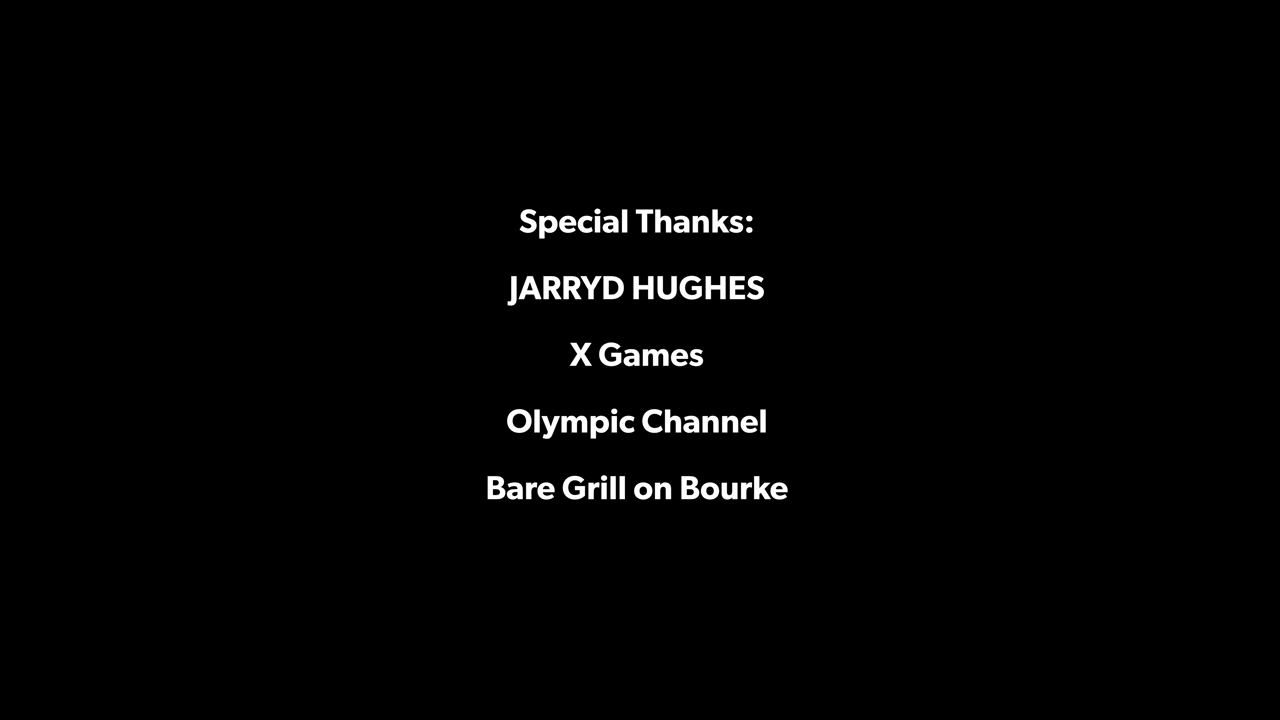 Special Thanks:
JARRYD HUGHES
X Games
Olympic Channel
Bare Grill on Bourke